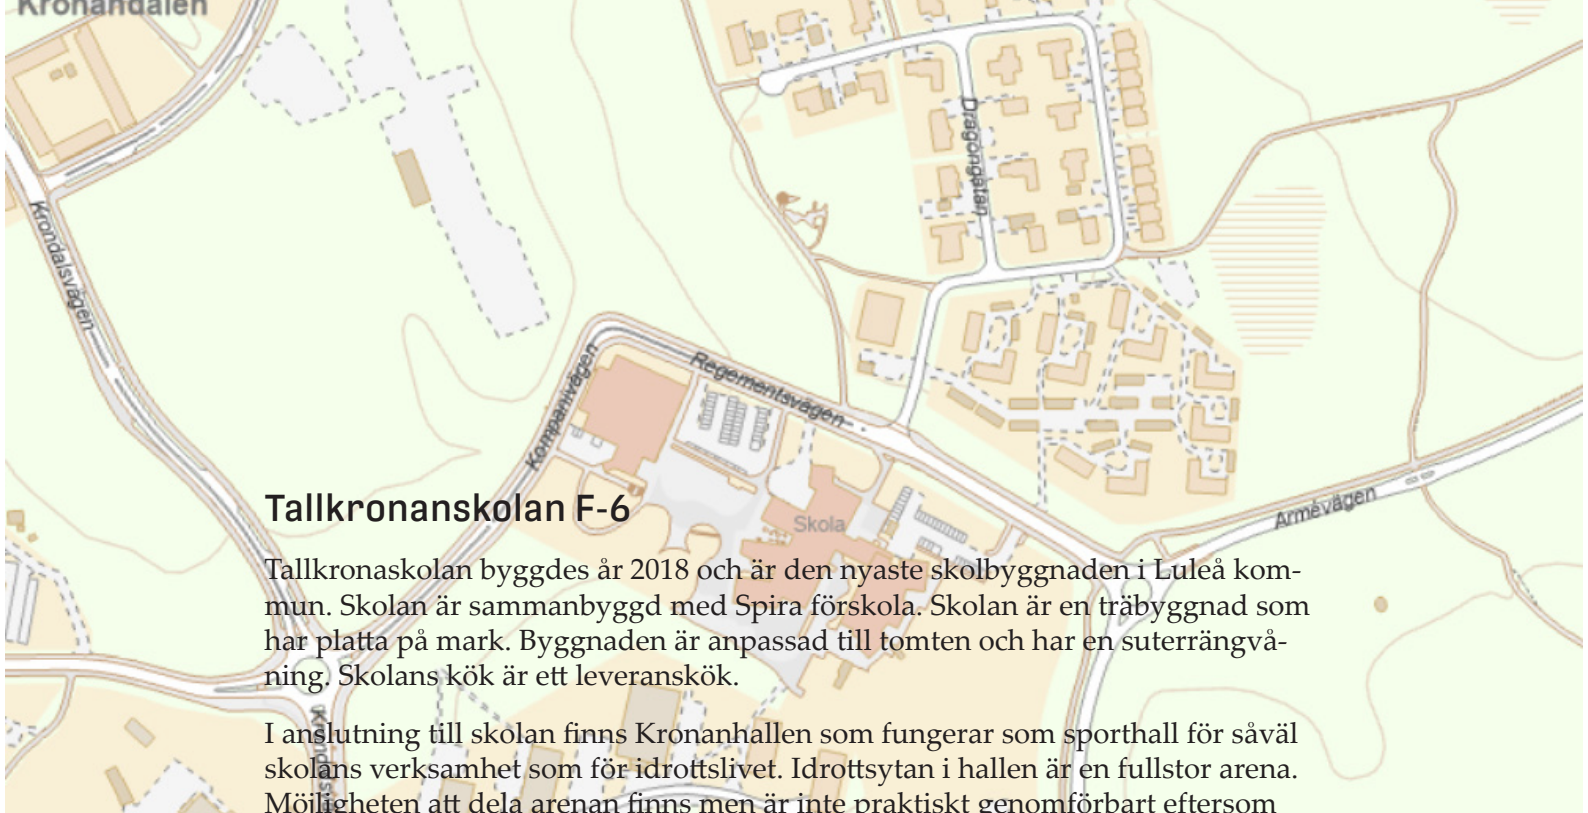 Kronandalen
Dragongatan
Krondalsvägen
Kompanivägen
Regementsvägen
Armévägen
Skola
Tallkronanskolan F-6
Tallkronaskolan byggdes år 2018 och är den nyaste skolbyggnaden i Luleå kom-
mun. Skolan är sammanbyggd med Spira förskola. Skolan är en träbyggnad som
har platta på mark. Byggnaden är anpassad till tomten och har en suterrängvå-
ning. Skolans kök är ett leveranskök.
I anslutning till skolan finns Kronanhallen som fungerar som sporthall för såväl
skolans verksamhet som för idrottslivet. Idrottsytan i hallen är en fullstor arena.
Möjligheten att dela arenan finns men är inte praktiskt genomförbart eftersom